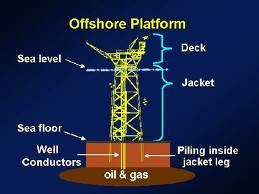 Offshore Platform
Deck
Sea level
Jacket
Sea floor
Well
Conductors
Piling inside
jacket leg
oil & gas